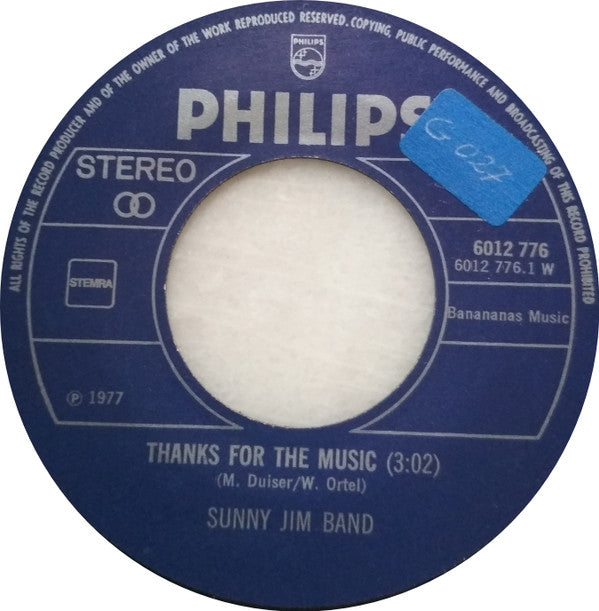 ALL RIGHTS OF THE RECORD PRODUCER AND OF THE OWNER OF THE WORK REPRODUCED RESERVED. COPYING, PUBLIC PERFORMANCE AND BROADCASTING OF THIS RECORD PROHIBITED
PHILIPS
PHILIPS
G 027
STEREO
6012 776
6012 776.1 W
STEMRA
Banananas Music
℗ 1977
THANKS FOR THE MUSIC (3:02)
(M. Duiser/W. Ortel)
SUNNY JIM BAND